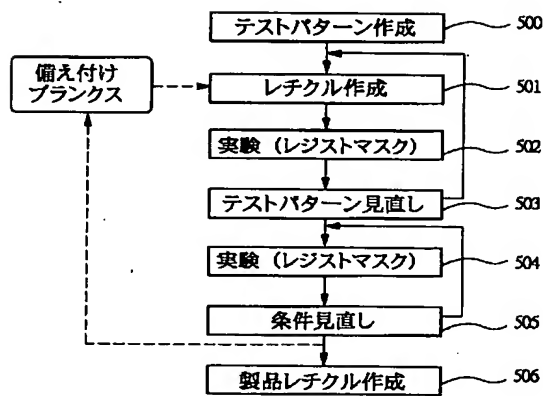 テストパターン作成
500
備え付け
ブランクス
レチクル作成
501
実験（レジストマスク）
502
テストパターン見直し
503
実験（レジストマスク）
504
条件見直し
505
製品レチクル作成
506